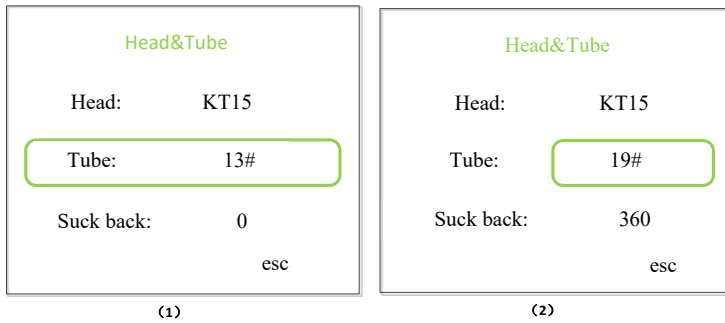 Head&Tube
Head: KT15
Tube: 13#
Suck back: 0
esc
(1)
Head&Tube
Head: KT15
Tube: 19#
Suck back: 360
esc
(2)